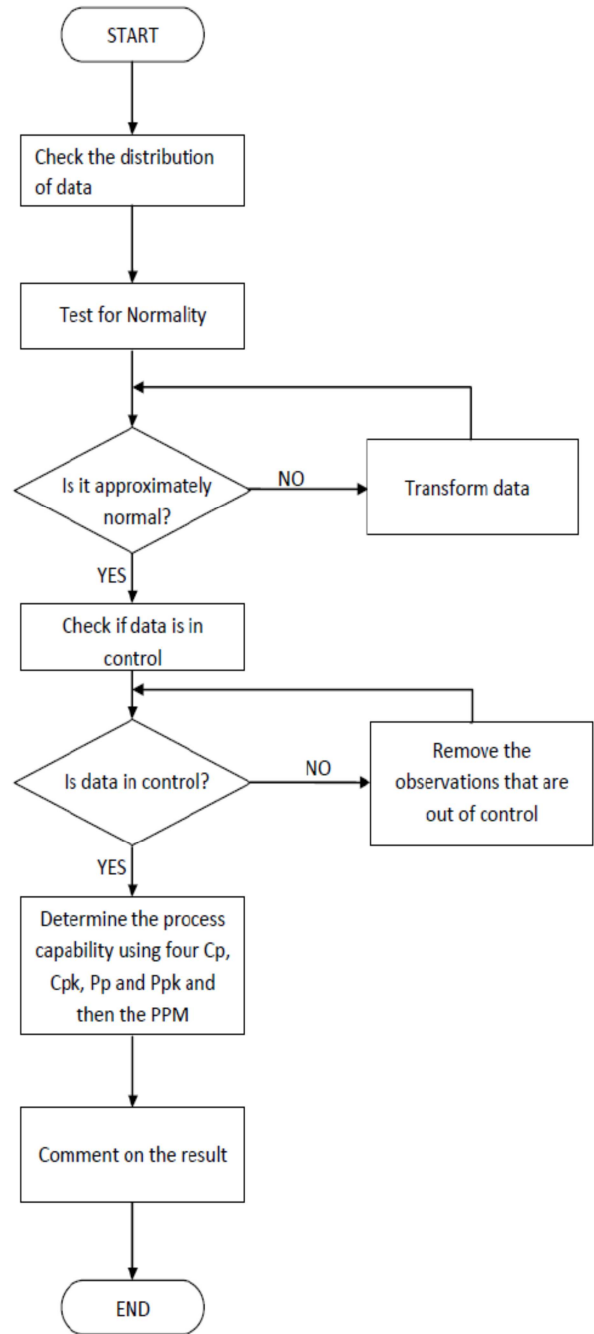 START
Check the distribution
of data
Test for Normality
Is it approximately
normal?
NO
Transform data
YES
Check if data is in
control
Is data in control?
NO
Remove the
observations that are
out of control
YES
Determine the process
capability using four Cp,
Cpk, Pp and Ppk and
then the PPM
Comment on the result
END